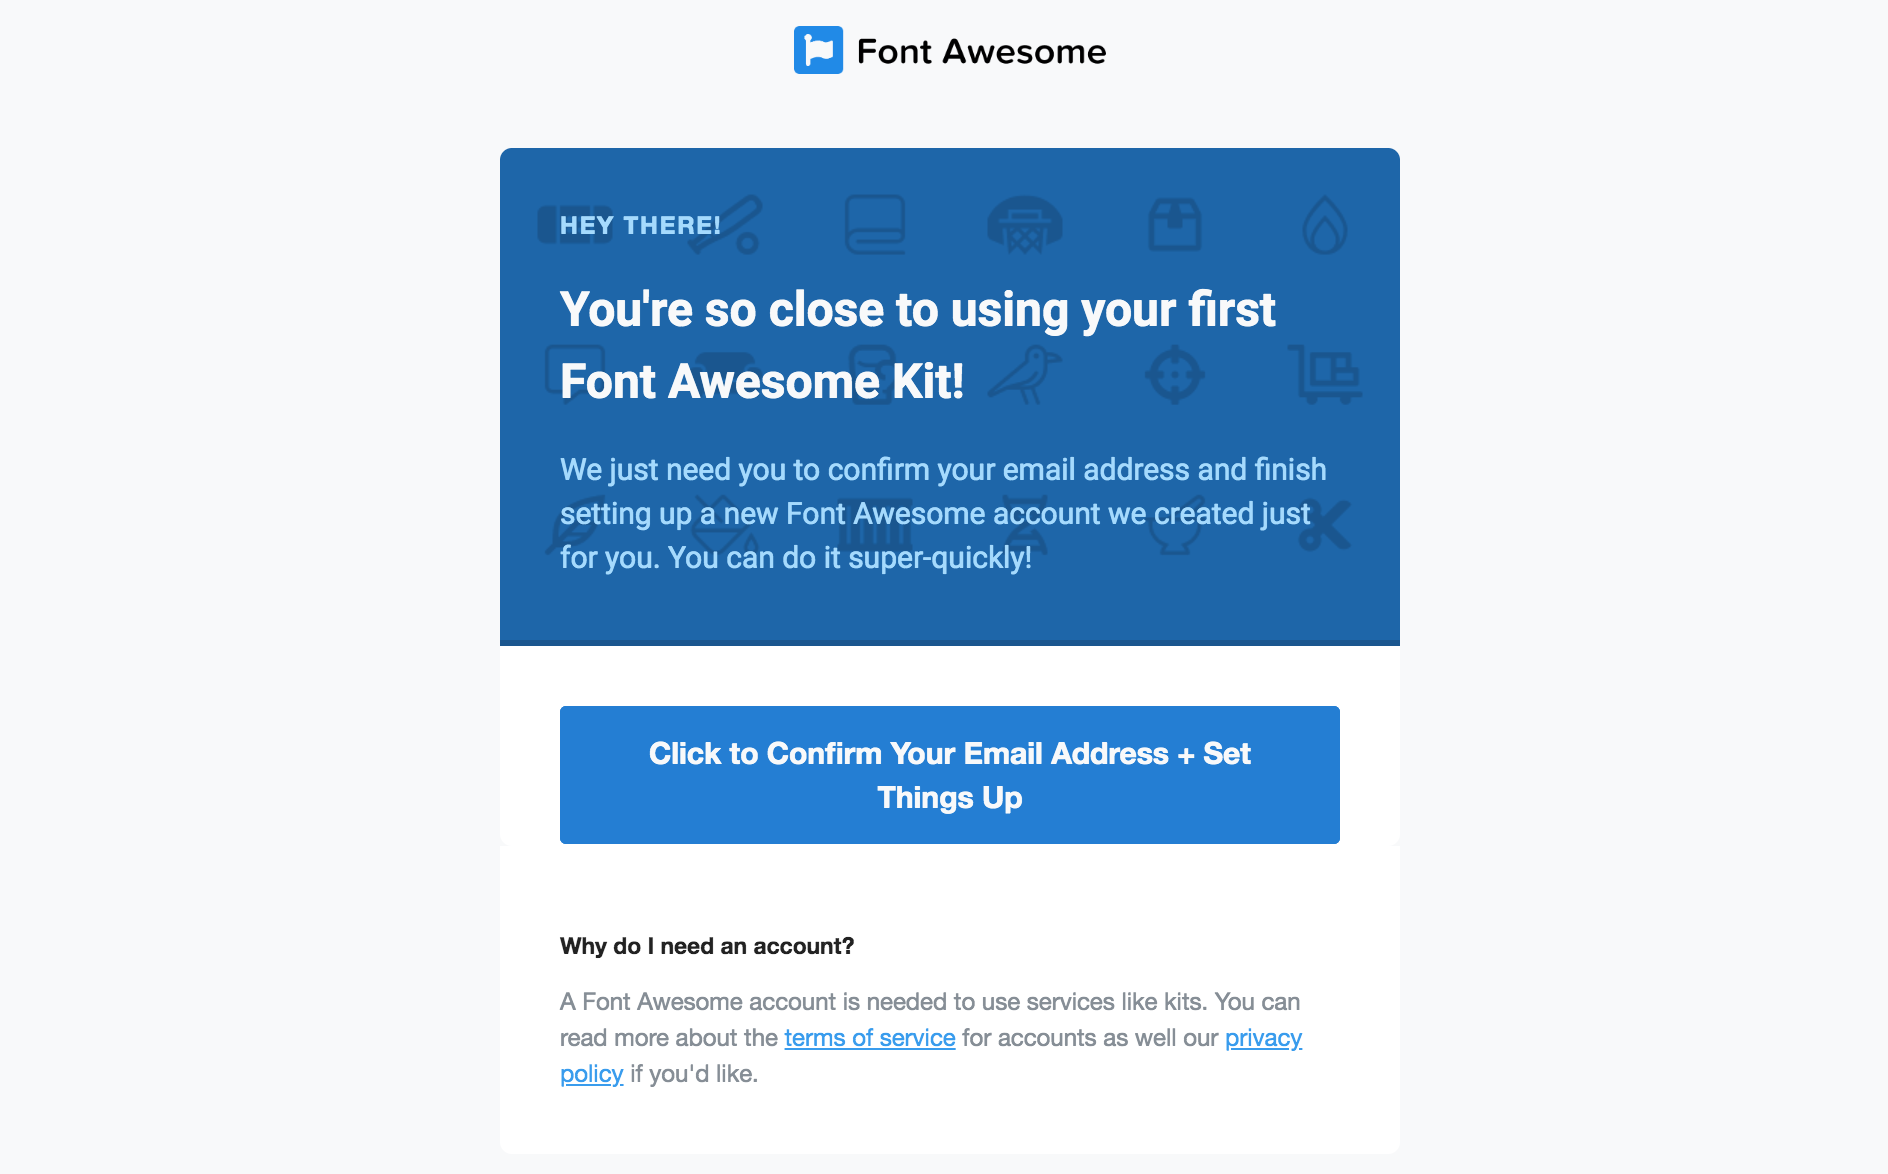 Font Awesome
HEY THERE!
You're so close to using your first
Font Awesome Kit!
We just need you to confirm your email address and finish
setting up a new Font Awesome account we created just
for you. You can do it super-quickly!
Click to Confirm Your Email Address + Set
Things Up
Why do I need an account?
A Font Awesome account is needed to use services like kits. You can
read more about the terms of service for accounts as well our privacy
policy if you'd like.